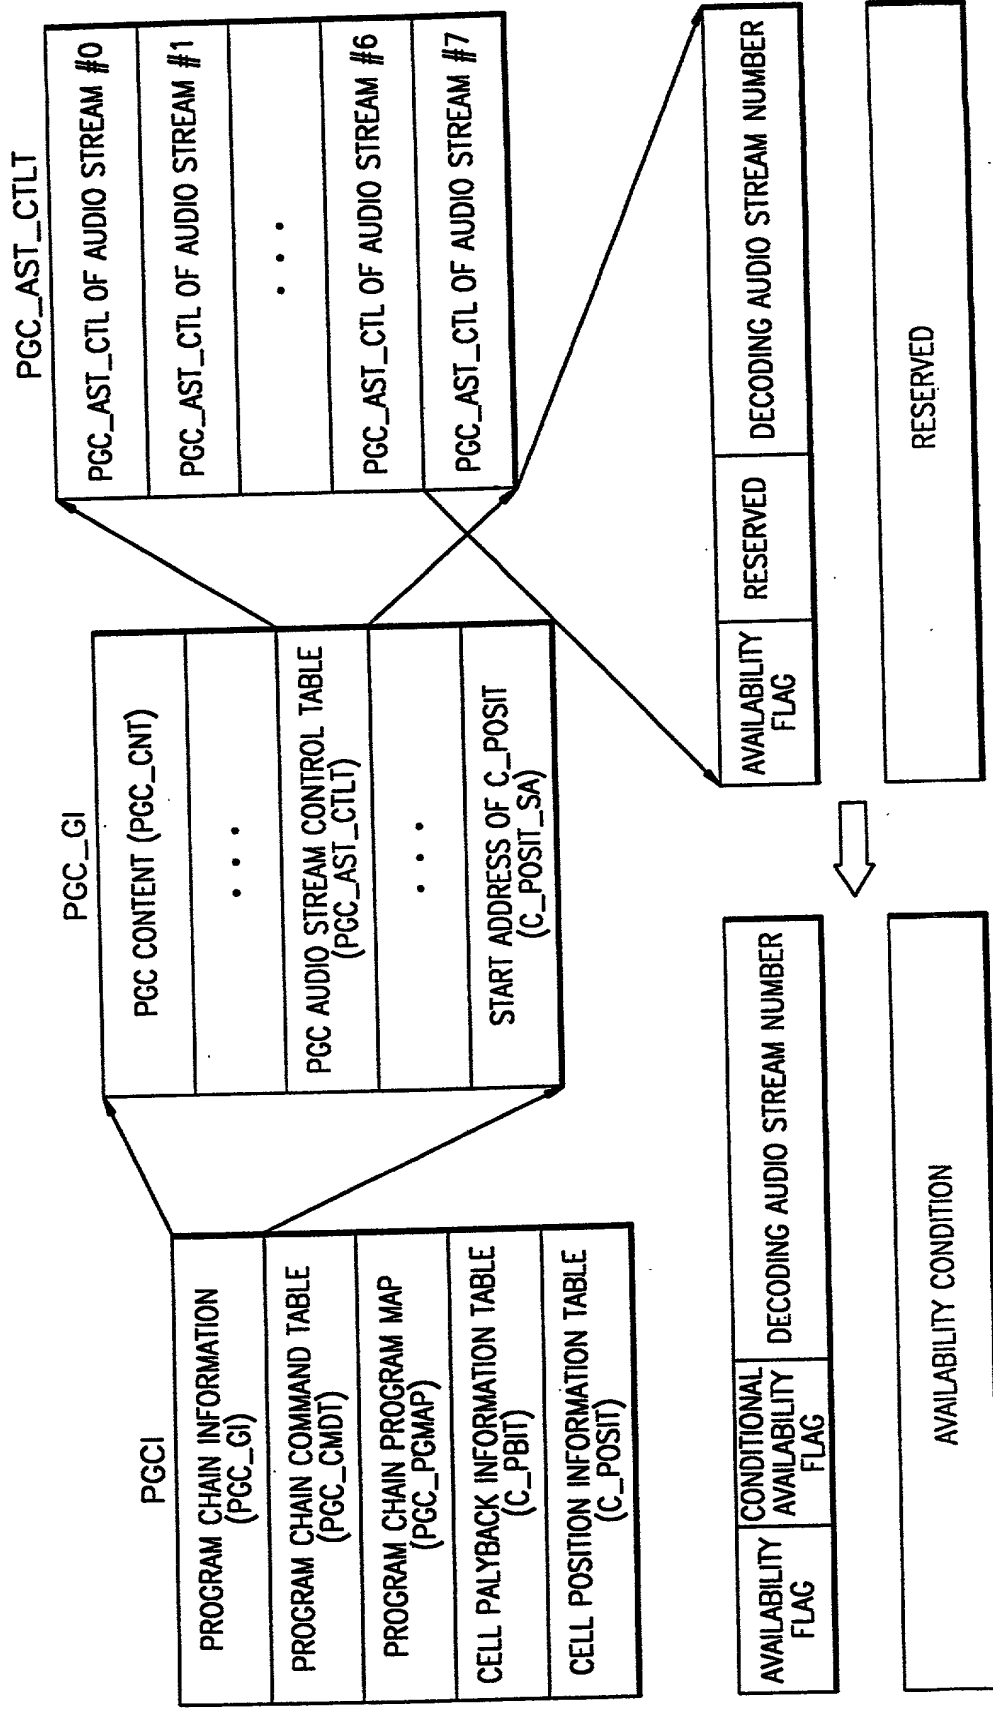 PGCI
PROGRAM CHAIN INFORMATION
(PGC_GI)
PROGRAM CHAIN COMMAND TABLE
(PGC_CMDT)
PROGRAM CHAIN PROGRAM MAP
(PGC_PGMAP)
CELL PALYBACK INFORMATION TABLE
(C_PBIT)
CELL POSITION INFORMATION TABLE
(C_POSIT)
PGC_GI
PGC CONTENT (PGC_CNT)
• • •
PGC AUDIO STREAM CONTROL TABLE
(PGC_AST_CTLT)
• • •
START ADDRESS OF C_POSIT
(C_POSIT_SA)
PGC_AST_CTLT
PGC_AST_CTL OF AUDIO STREAM #0
PGC_AST_CTL OF AUDIO STREAM #1
• • •
PGC_AST_CTL OF AUDIO STREAM #6
PGC_AST_CTL OF AUDIO STREAM #7
AVAILABILITY
FLAG
CONDITIONAL
AVAILABILITY
FLAG
DECODING AUDIO STREAM NUMBER
AVAILABILITY CONDITION
AVAILABILITY
FLAG
RESERVED
DECODING AUDIO STREAM NUMBER
RESERVED